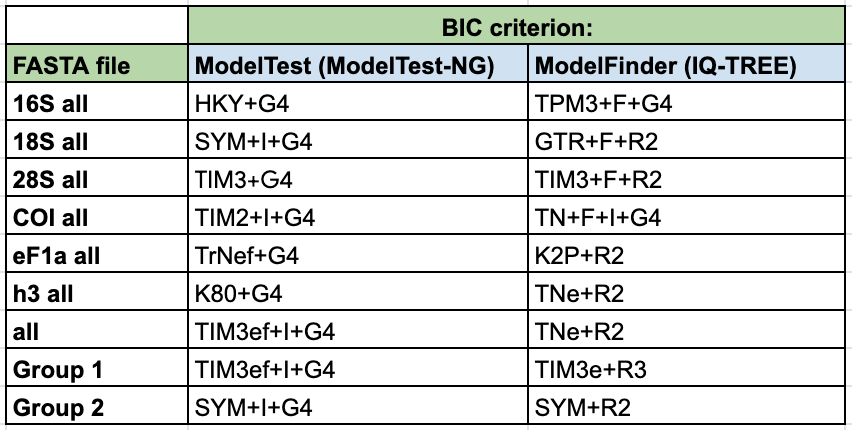 BIC criterion:
FASTA file ModelTest (ModelTest-NG) ModelFinder (IQ-TREE)
16S all HKY+G4 TPM3+F+G4
18S all SYM+I+G4 GTR+F+R2
28S all TIM3+G4 TIM3+F+R2
COI all TIM2+I+G4 TN+F+I+G4
eF1a all TrNef+G4 K2P+R2
h3 all K80+G4 TNe+R2
all TIM3ef+I+G4 TNe+R2
Group 1 TIM3ef+I+G4 TIM3e+R3
Group 2 SYM+I+G4 SYM+R2